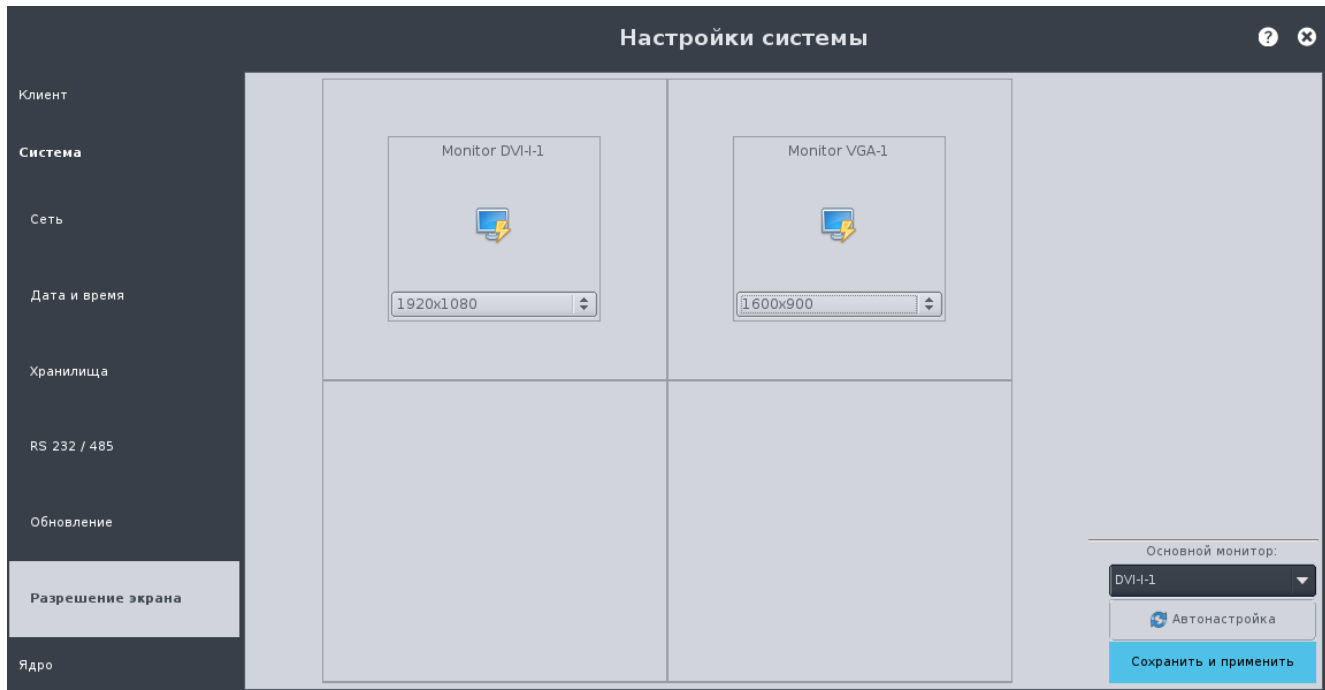 Настройки системы
Клиент
Система
Сеть
Дата и время
Хранилища
RS 232 / 485
Обновление
Разрешение экрана
Ядро
Monitor DVI-I-1
1920x1080
Monitor VGA-1
1600x900
Основной монитор:
DVI-I-1
Автонастройка
Сохранить и применить